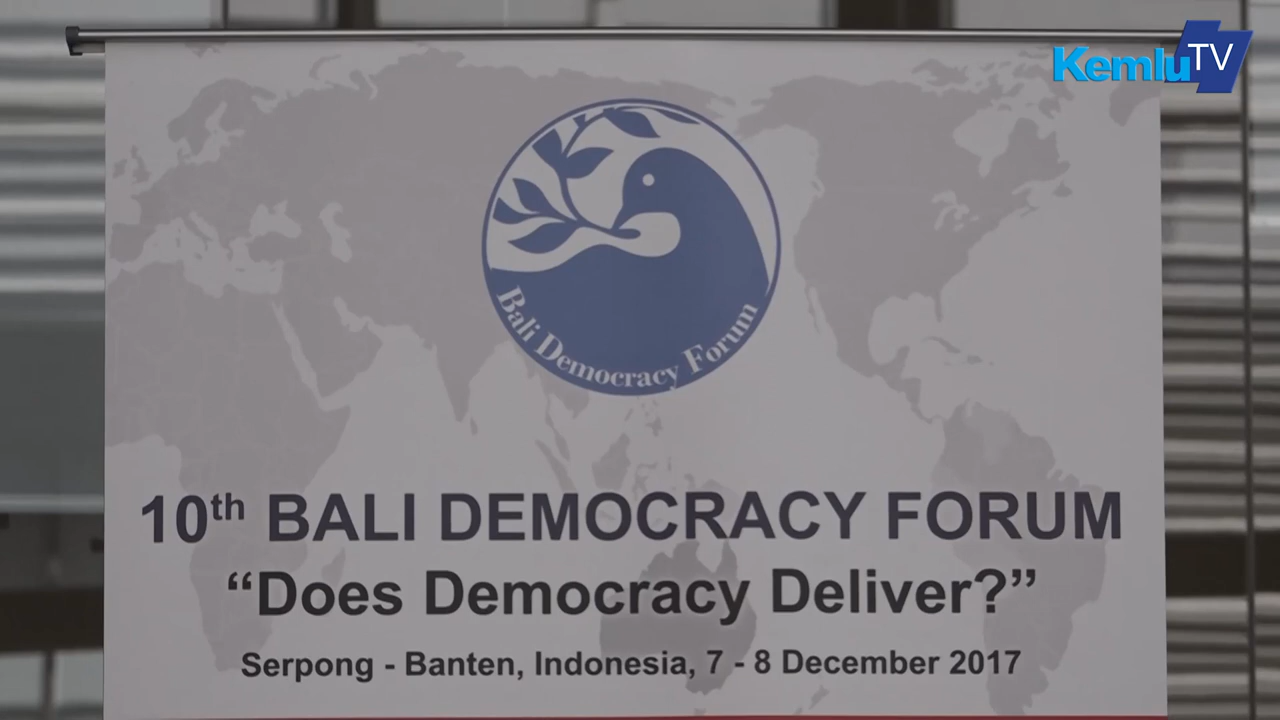 KemluTV
Bali Democracy Forum
10th BALI DEMOCRACY FORUM
“Does Democracy Deliver?”
Serpong - Banten, Indonesia, 7 - 8 December 2017